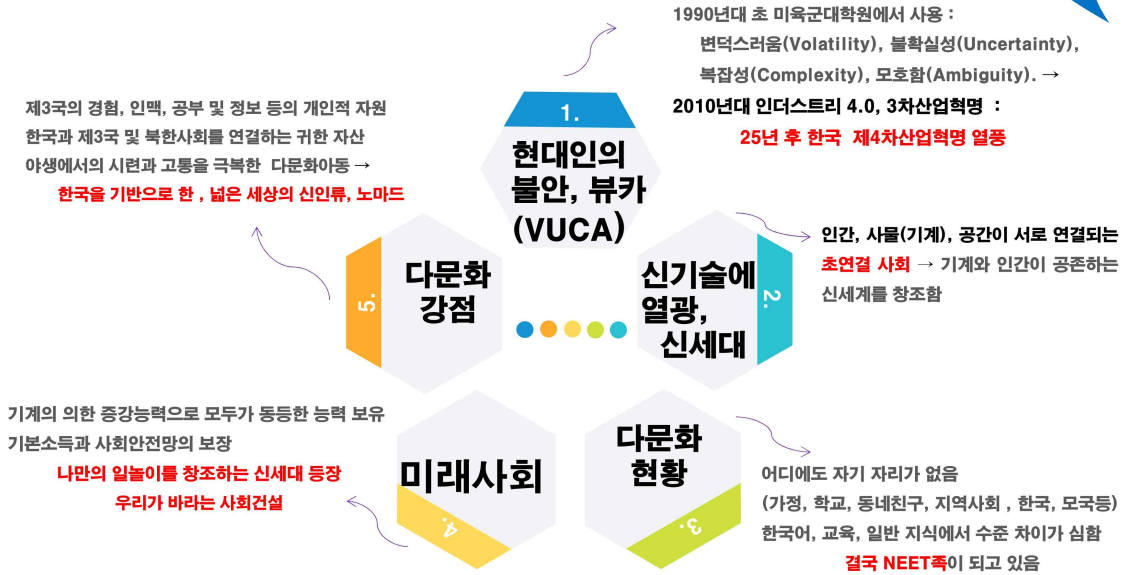 1.
현대인의
불안, 뷰카
(VUCA)
1990년대 초 미육군대학원에서 사용 :
변덕스러움(Volatility), 불확실성(Uncertainty),
복잡성(Complexity), 모호함(Ambiguity). →
2010년대 인더스트리 4.0, 3차산업혁명 :
25년 후 한국 제4차산업혁명 열풍
2.
신기술에
열광,
신세대
인간, 사물(기계), 공간이 서로 연결되는
초연결 사회 → 기계와 인간이 공존하는
신세계를 창조함
3.
다문화
현황
어디에도 자기 자리가 없음
(가정, 학교, 동네친구, 지역사회 , 한국, 모국등)
한국어, 교육, 일반 지식에서 수준 차이가 심함
결국 NEET족이 되고 있음
4.
미래사회
기계의 의한 증강능력으로 모두가 동등한 능력 보유
기본소득과 사회안전망의 보장
나만의 일놀이를 창조하는 신세대 등장
우리가 바라는 사회건설
5.
다문화
강점
제3국의 경험, 인맥, 공부 및 정보 등의 개인적 자원
한국과 제3국 및 북한사회를 연결하는 귀한 자산
야생에서의 시련과 고통을 극복한 다문화아동 →
한국을 기반으로 한 , 넓은 세상의 신인류, 노마드